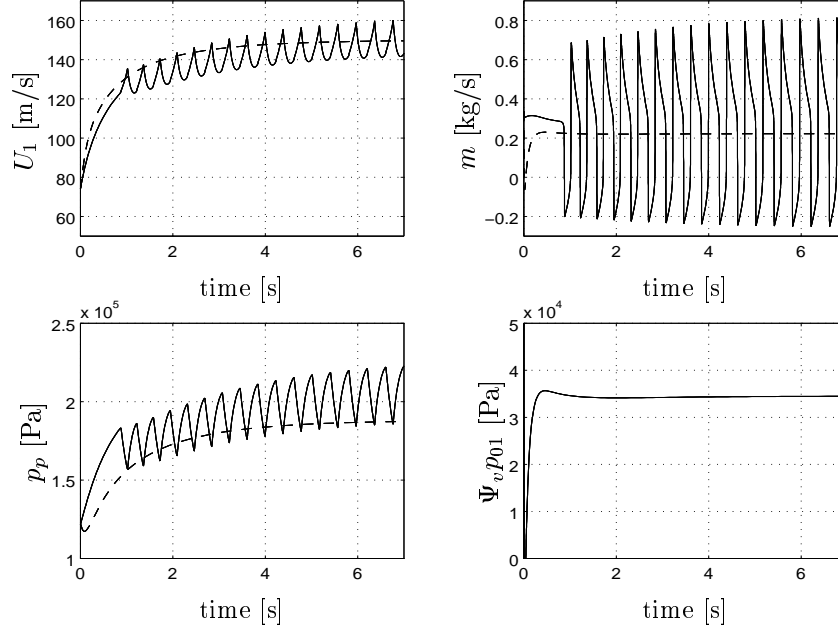 160
140
120
100
80
60
U1 [m/s]
0 2 4 6
time [s]
0.8
0.6
0.4
0.2
0
−0.2
m [kg/s]
0 2 4 6
time [s]
x 10^5
2.5
2
1.5
1
pp [Pa]
0 2 4 6
time [s]
x 10^4
5
4
3
2
1
0
Ψvp01 [Pa]
0 2 4 6
time [s]